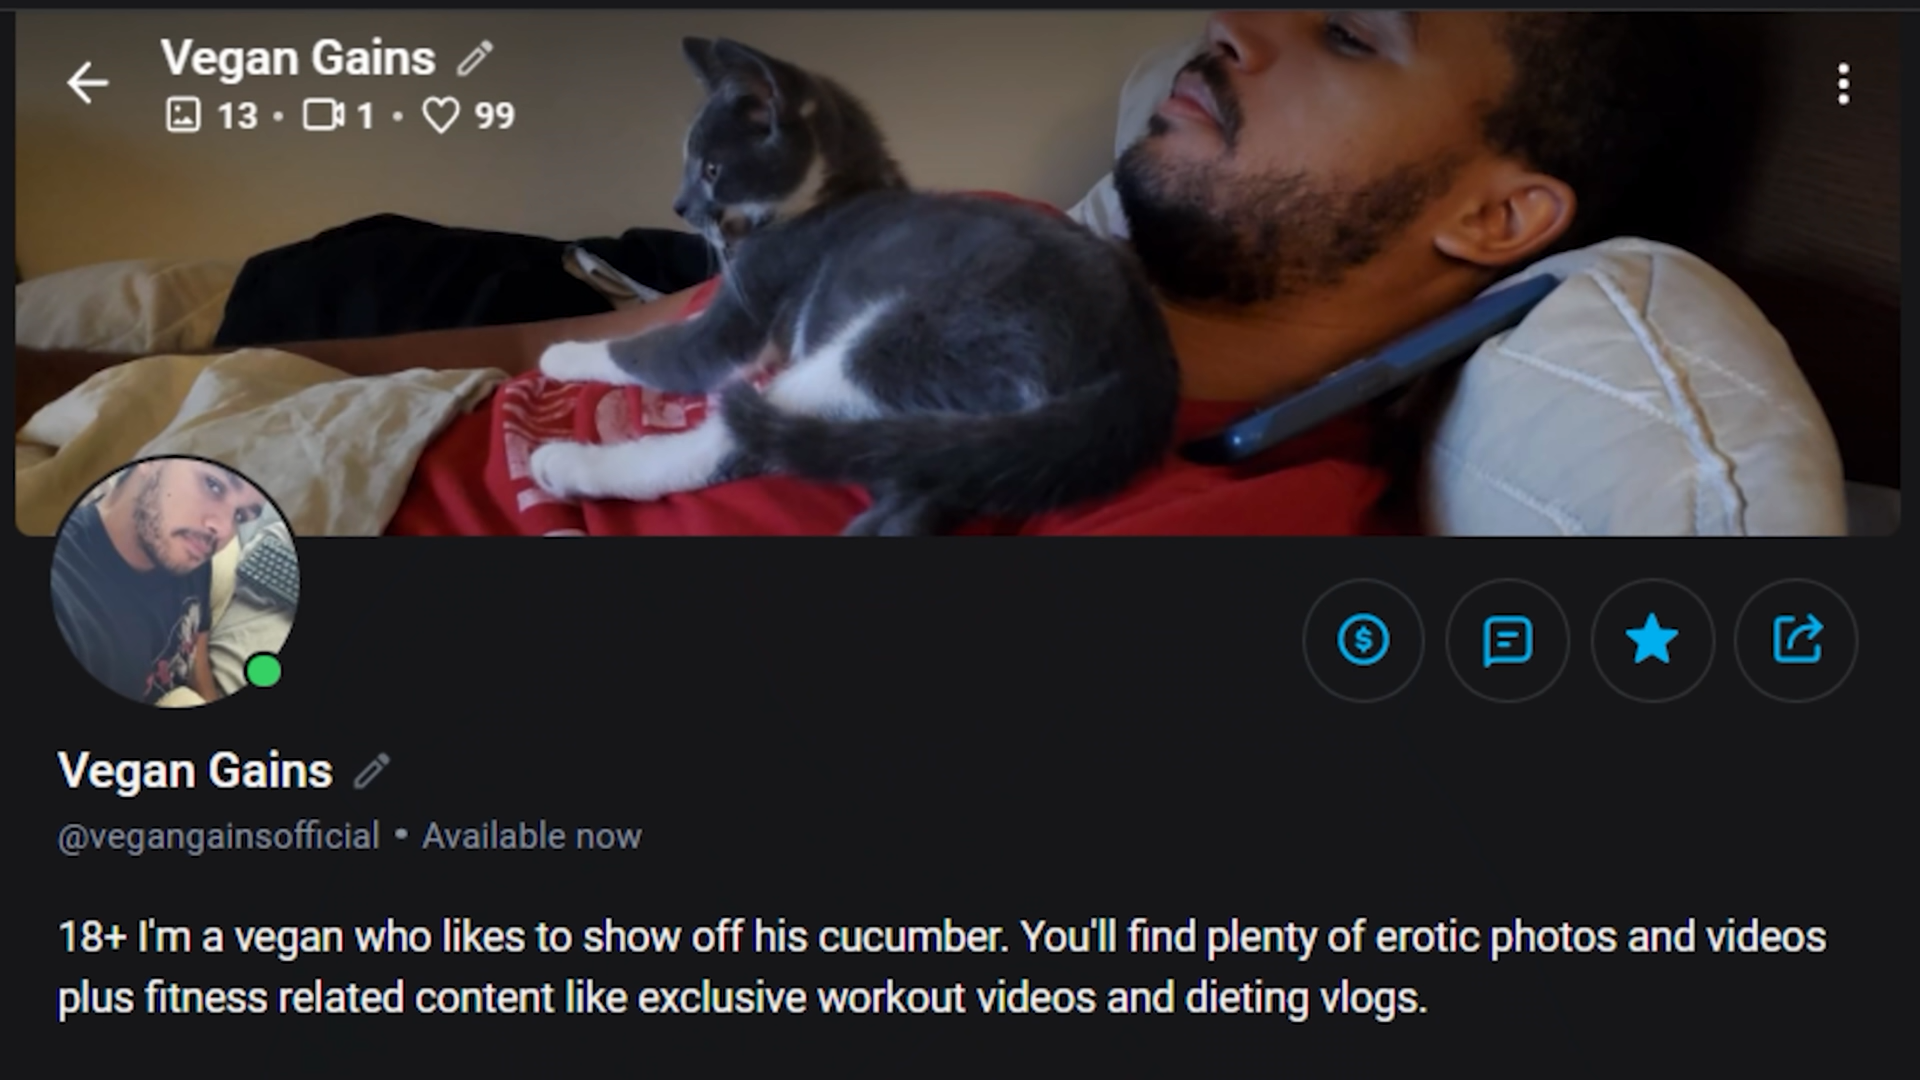 Vegan Gains
13 • 1 • 99
Vegan Gains
@vegangainsofficial • Available now
18+ I'm a vegan who likes to show off his cucumber. You'll find plenty of erotic photos and videos
plus fitness related content like exclusive workout videos and dieting vlogs.